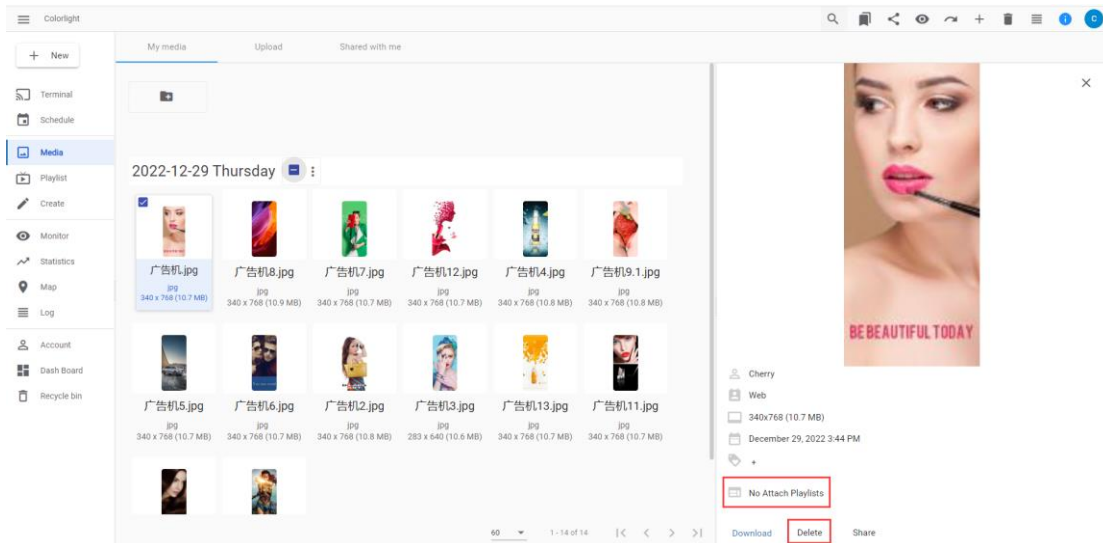 Colorlight
C
New
My media
Upload
Shared with me
Terminal
Schedule
Media
Playlist
Create
Monitor
Statistics
Map
Log
Account
Dash Board
Recycle bin
2022-12-29 Thursday
广告机.jpg
jpg
340 x 768 (10.7 MB)
广告机8.jpg
jpg
340 x 768 (10.9 MB)
广告机7.jpg
jpg
340 x 768 (10.7 MB)
广告机12.jpg
jpg
340 x 768 (10.7 MB)
广告机4.jpg
jpg
340 x 768 (10.8 MB)
广告机9.1.jpg
jpg
340 x 768 (10.8 MB)
广告机5.jpg
jpg
340 x 768 (10.7 MB)
广告机6.jpg
jpg
340 x 768 (10.7 MB)
广告机2.jpg
jpg
340 x 768 (10.8 MB)
广告机3.jpg
jpg
283 x 640 (10.6 MB)
广告机13.jpg
jpg
340 x 768 (10.7 MB)
广告机11.jpg
jpg
340 x 768 (10.7 MB)
60
1 - 14 of 14
BE BEAUTIFUL TODAY
Cherry
Web
340x768 (10.7 MB)
December 29, 2022 3:44 PM
+
No Attach Playlists
Download Delete Share